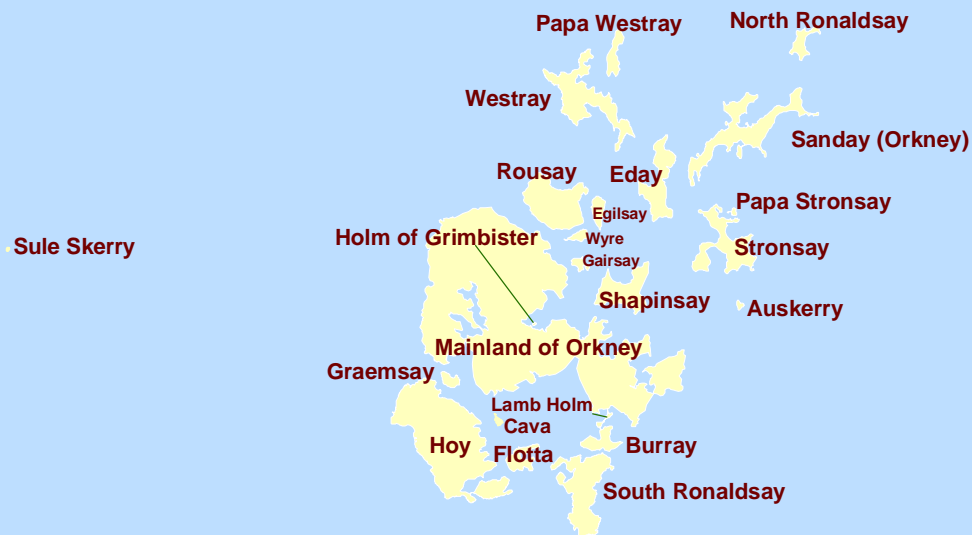 Papa Westray
North Ronaldsay
Westray
Sanday (Orkney)
Rousay
Eday
Papa Stronsay
Egilsay
Holm of Grimbister
Wyre
Sule Skerry
Stronsay
Gairsay
Shapinsay
Auskerry
Mainland of Orkney
Graemsay
Lamb Holm
Cava
Hoy
Flotta
Burray
South Ronaldsay